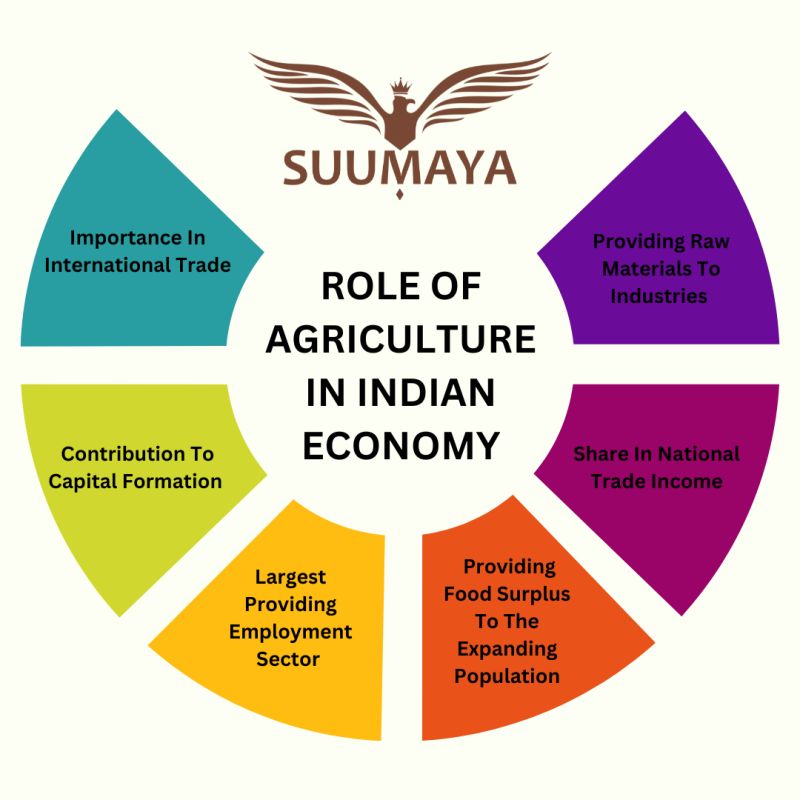 SUUMAYA
ROLE OF
AGRICULTURE
IN INDIAN
ECONOMY
Importance In
International Trade
Contribution To
Capital Formation
Largest
Providing
Employment
Sector
Providing
Food Surplus
To The
Expanding
Population
Share In National
Trade Income
Providing Raw
Materials To
Industries